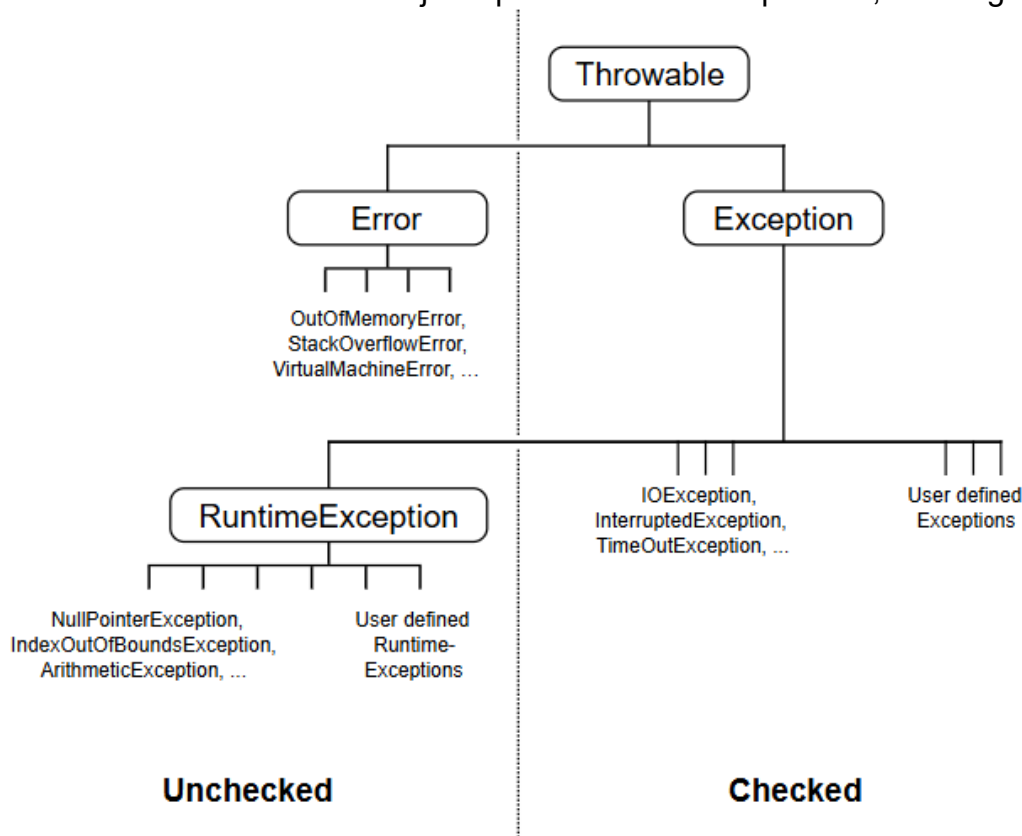 Throwable
Error
Exception
OutOfMemoryError,
StackOverflowError,
VirtualMachineError, ...
RuntimeException
IOException,
InterruptedException,
TimeOutException, ...
User defined
Exceptions
NullPointerException,
IndexOutOfBoundsException,
ArithmeticException, ...
User defined
Runtime-
Exceptions
Unchecked
Checked